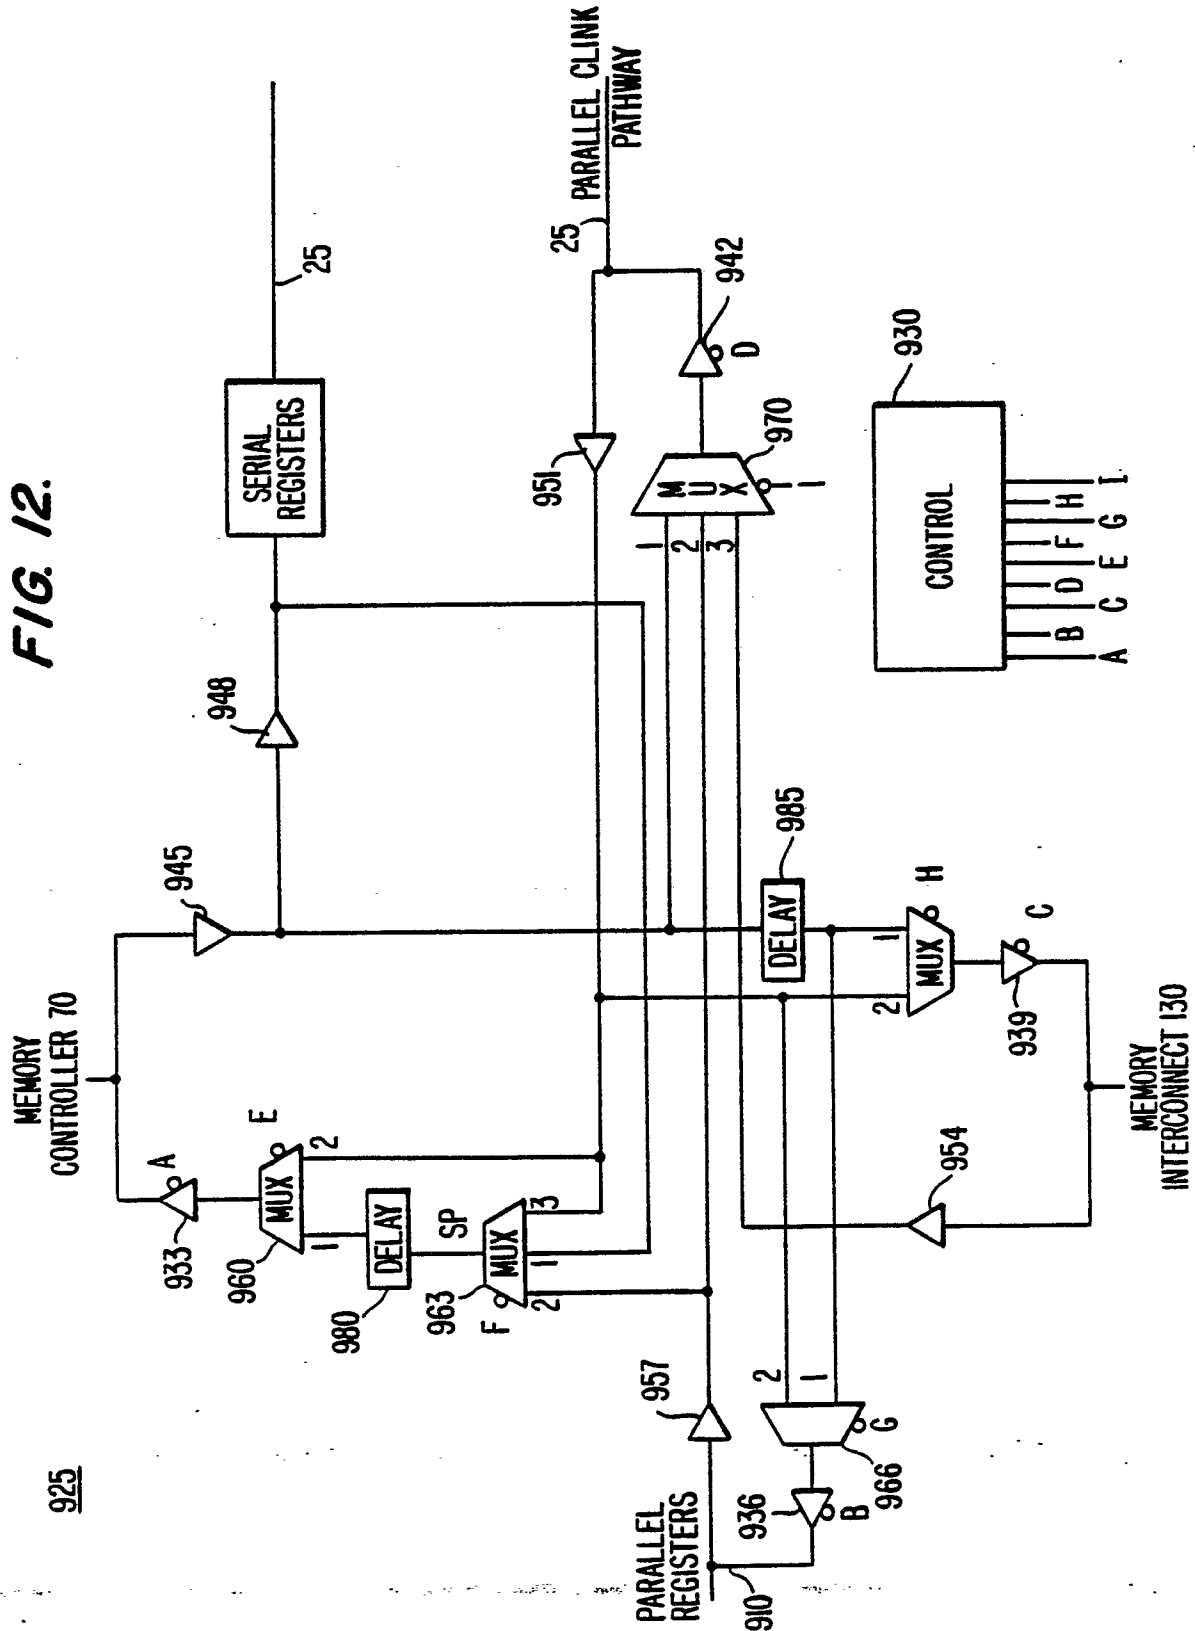 FIG. 12.
925
MEMORY
CONTROLLER 70
945
948
SERIAL
REGISTERS
25
A
933
MUX
E
960
1
2
DELAY
980
SP
MUX
963
F
2
1
3
951
25
PARALLEL CLINK
PATHWAY
MUX
1
2
3
970
I
942
D
PARALLEL
REGISTERS
957
910
936
B
966
G
2
1
DELAY
985
MUX
H
2
1
939
C
954
MEMORY
INTERCONNECT 130
CONTROL
930
A B C D E F G H I